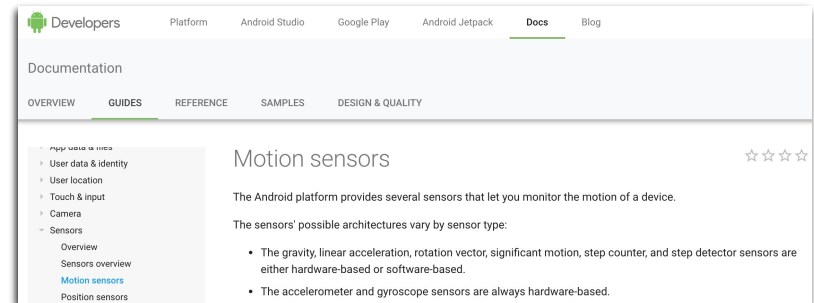 Developers Platform Android Studio Google Play Android Jetpack Docs Blog
Documentation
OVERVIEW GUIDES REFERENCE SAMPLES DESIGN & QUALITY
App data & files
User data & identity
User location
Touch & input
Camera
Sensors
Overview
Sensors overview
Motion sensors
Position sensors
Motion sensors
The Android platform provides several sensors that let you monitor the motion of a device.
The sensors' possible architectures vary by sensor type:
• The gravity, linear acceleration, rotation vector, significant motion, step counter, and step detector sensors are
either hardware-based or software-based.
• The accelerometer and gyroscope sensors are always hardware-based.